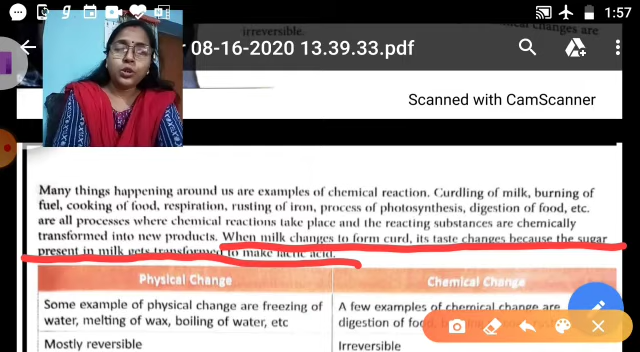 1:57
irreversible.
08-16-2020 13.39.33.pdf
Scanned with CamScanner
Many things happening around us are examples of chemical reaction. Curdling of milk, burning of
fuel, cooking of food, respiration, rusting of iron, process of photosynthesis, digestion of food, etc.
are all processes where chemical reactions take place and the reacting substances are chemically
transformed into new products. When milk changes to form curd, its taste changes because the sugar
present in milk gets transformed to make lactic acid.
Physical Change
Chemical Change
Some example of physical change are freezing of
water, melting of wax, boiling of water, etc
A few examples of chemical change are
digestion of
Mostly reversible
Irreversible